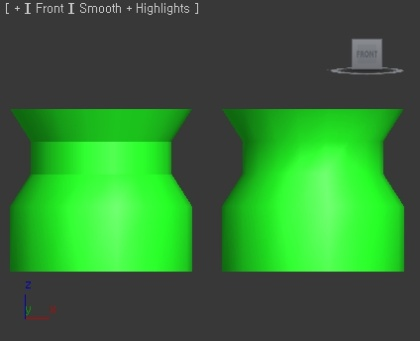 [ + ] [ Front ] [ Smooth + Highlights ]
FRONT
z
y
x